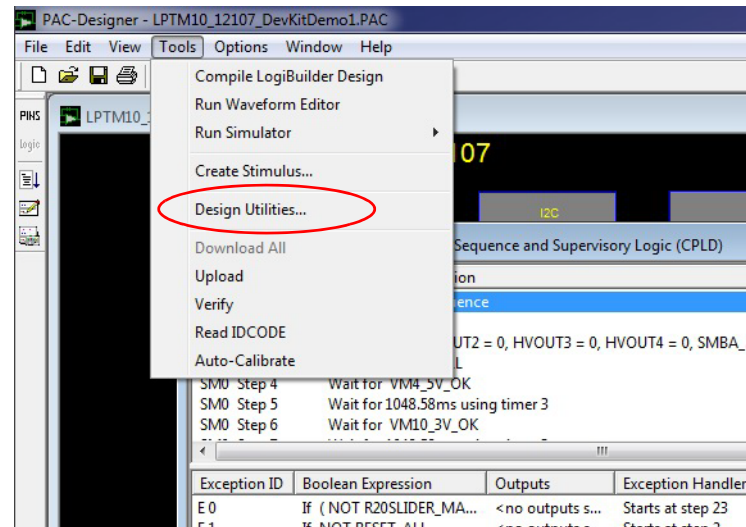 PAC-Designer - LPTM10_12107_DevKitDemo1.PAC
File Edit View Tools Options Window Help
Compile LogiBuilder Design
Run Waveform Editor
Run Simulator
Create Stimulus...
Design Utilities...
Download All
Upload
Verify
Read IDCODE
Auto-Calibrate
PINS
Logic
LPTM10_
107
I2C
Sequence and Supervisory Logic (CPLD)
ion
ence
UT2 = 0, HVOUT3 = 0, HVOUT4 = 0, SMBA_
L
SM0 Step 4 Wait for VM4_5V_OK
SM0 Step 5 Wait for 1048.58ms using timer 3
SM0 Step 6 Wait for VM10_3V_OK
Exception ID Boolean Expression Outputs Exception Handler
E 0 If ( NOT R20SLIDER_MA... <no outputs s... Starts at step 23